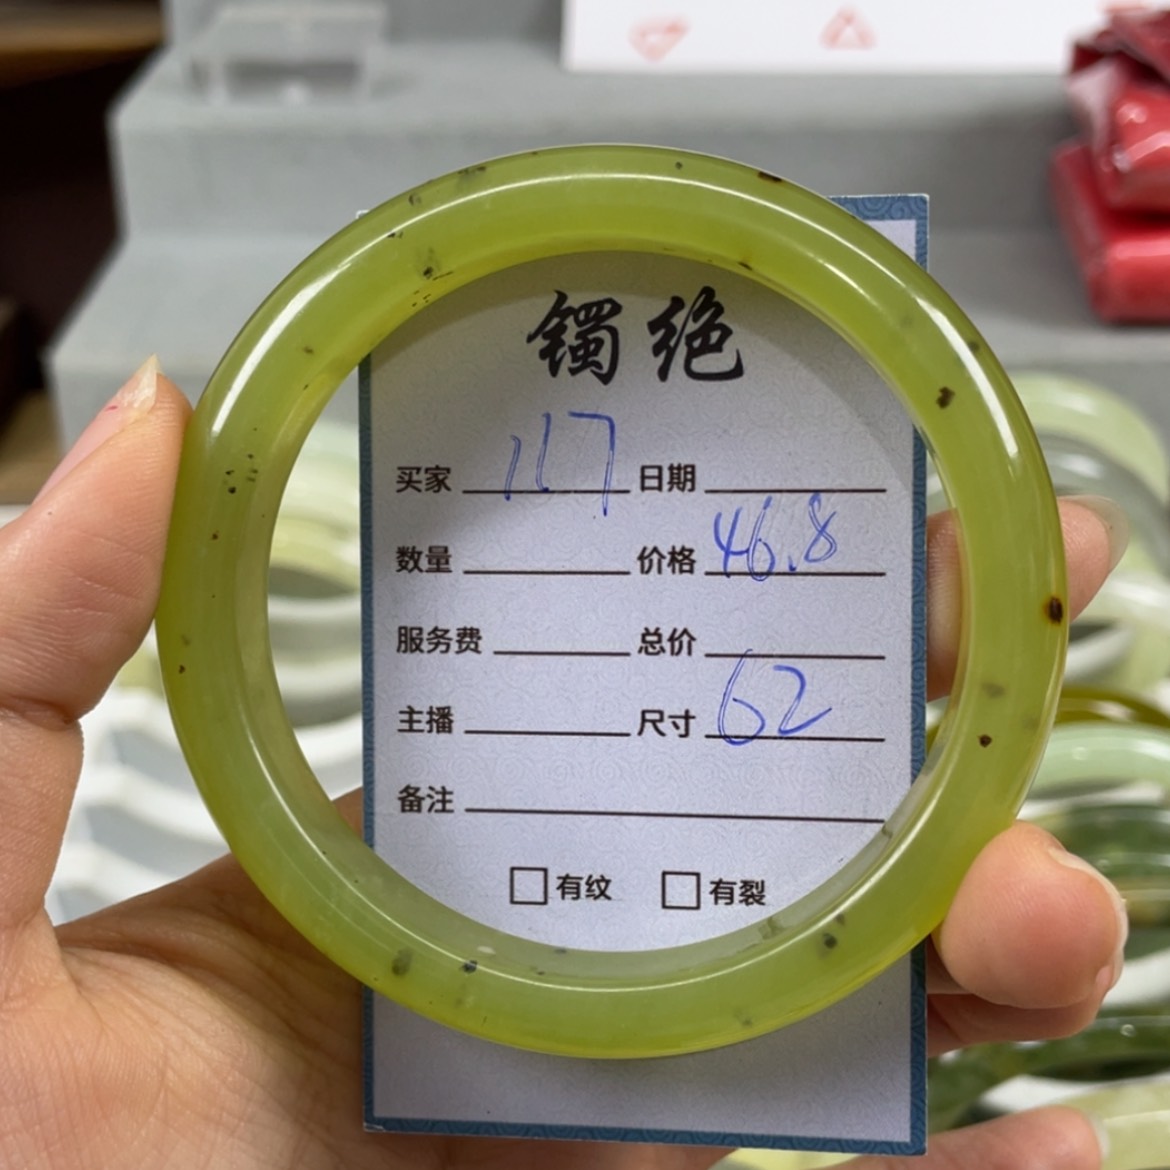 镯绝
买家 117 日期
数量 价格 46.8
服务费 总价
主播 尺寸 62
备注
有纹 有裂